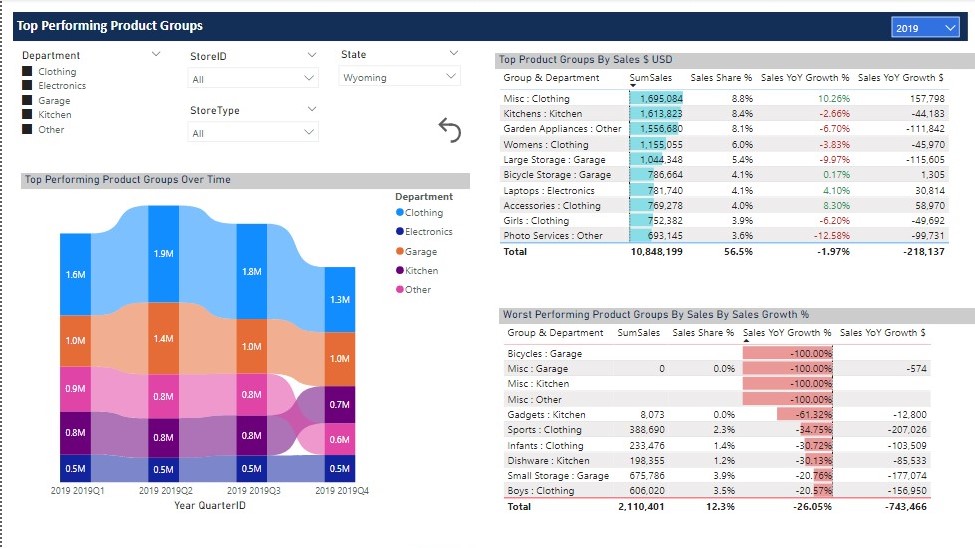 Top Performing Product Groups
2019
Department
Clothing
Electronics
Garage
Kitchen
Other
StoreID
All
StoreType
All
State
Wyoming
Top Performing Product Groups Over Time
Department
Clothing
Electronics
Garage
Kitchen
Other
1.6M 1.9M 1.8M 1.3M
1.0M 1.4M 1.0M 1.0M
0.9M 0.8M 0.8M 0.7M
0.8M 0.8M 0.8M 0.6M
0.5M 0.5M 0.5M 0.5M
2019 2019Q1 2019 2019Q2 2019 2019Q3 2019 2019Q4
Year QuarterID
Top Product Groups By Sales $ USD
Group & Department SumSales Sales Share % Sales YoY Growth % Sales YoY Growth $
Misc : Clothing 1,695,084 8.8% 10.26% 157,798
Kitchens : Kitchen 1,613,823 8.4% -2.66% -44,183
Garden Appliances : Other 1,556,680 8.1% -6.70% -111,842
Womens : Clothing 1,155,055 6.0% -3.83% -45,970
Large Storage : Garage 1,044,348 5.4% -9.97% -115,605
Bicycle Storage : Garage 786,664 4.1% 0.17% 1,305
Laptops : Electronics 781,740 4.1% 4.10% 30,814
Accessories : Clothing 769,278 4.0% 8.30% 58,970
Girls : Clothing 752,382 3.9% -6.20% -49,692
Photo Services : Other 693,145 3.6% -12.58% -99,731
Total 10,848,199 56.5% -1.97% -218,137
Worst Performing Product Groups By Sales By Sales Growth %
Group & Department SumSales Sales Share % Sales YoY Growth % Sales YoY Growth $
Bicycles : Garage -100.00%
Misc : Garage 0 0.0% -100.00% -574
Misc : Kitchen -100.00%
Misc : Other -100.00%
Gadgets : Kitchen 8,073 0.0% -61.32% -12,800
Sports : Clothing 388,690 2.3% -34.75% -207,026
Infants : Clothing 233,476 1.4% -30.72% -103,509
Dishware : Kitchen 198,355 1.2% -30.13% -85,533
Small Storage : Garage 675,786 3.9% -20.76% -177,074
Boys : Clothing 606,020 3.5% -20.57% -156,950
Total 2,110,401 12.3% -26.05% -743,466